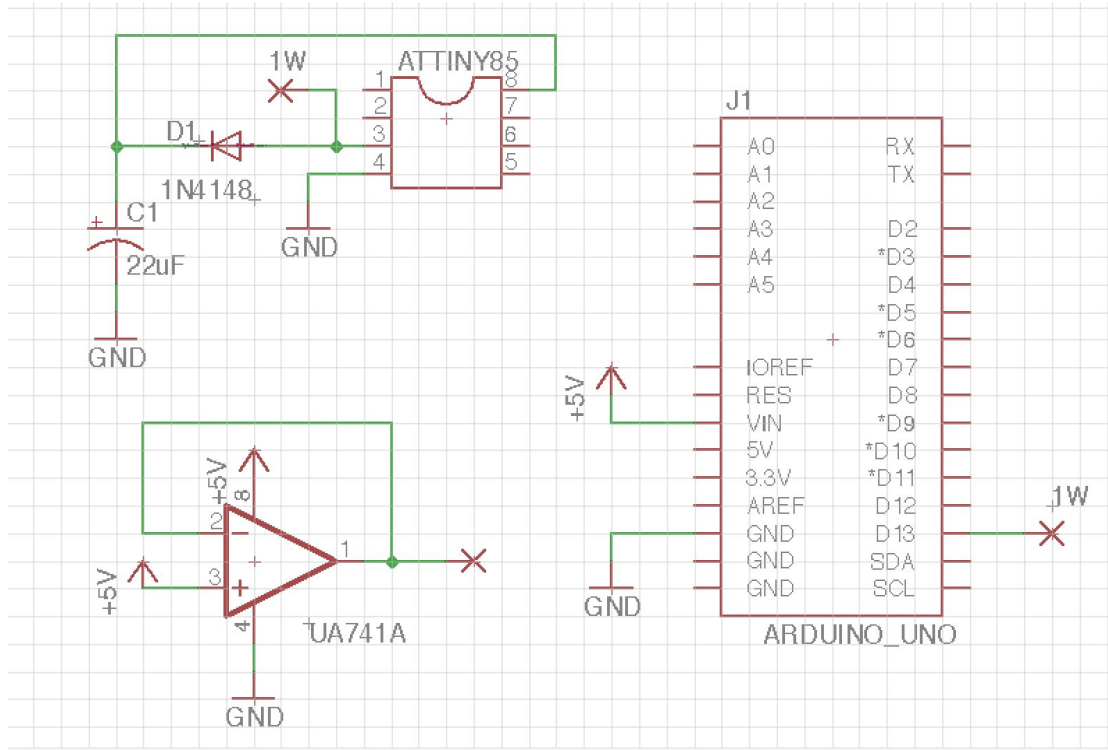 1W
ATTINY85
1
2
3
4
8
7
6
5
D1
1N4148
C1
22uF
GND
GND
J1
A0
A1
A2
A3
A4
A5
IOREF
RES
VIN
5V
3.3V
AREF
GND
GND
GND
RX
TX
D2
*D3
D4
*D5
*D6
D7
D8
*D9
*D10
*D11
D12
D13
SDA
SCL
ARDUINO_UNO
+5V
GND
1W
+5V
8
2
1
+5V
3
4
UA741A
GND